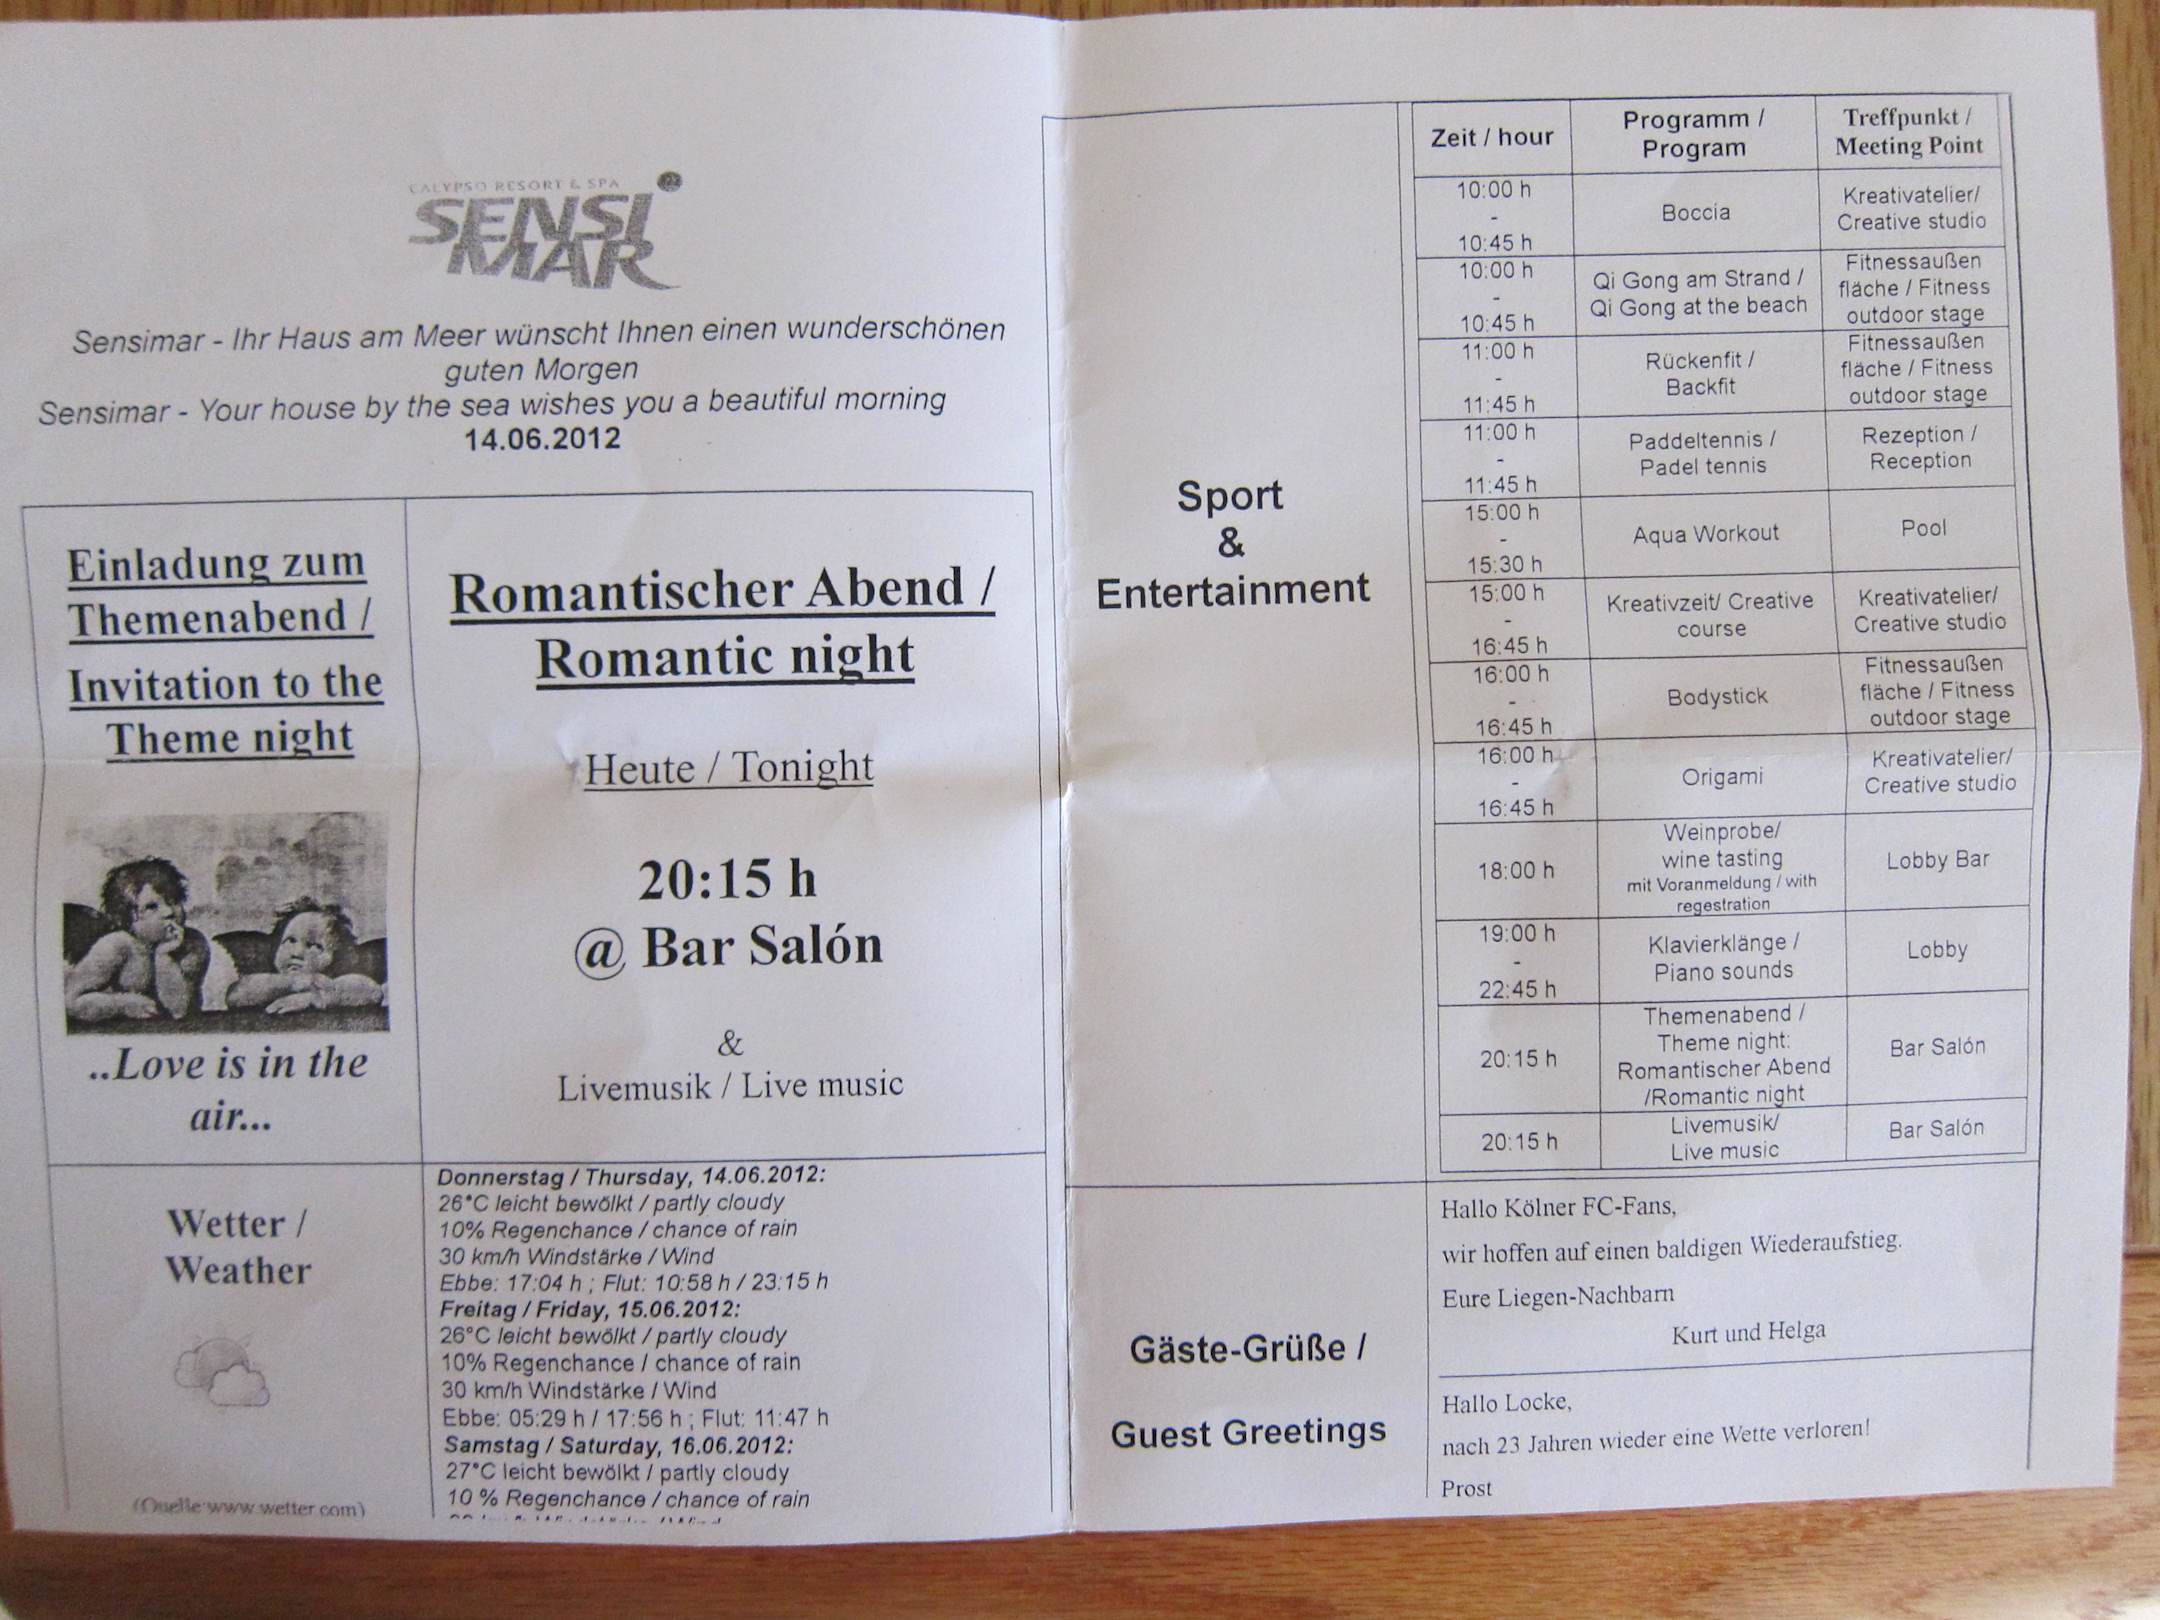 CALYPSO RESORT & SPA
SENSI
MAR
Sensimar - Ihr Haus am Meer wünscht Ihnen einen wunderschönen
guten Morgen
Sensimar - Your house by the sea wishes you a beautiful morning
14.06.2012
Einladung zum
Themenabend /
Invitation to the
Theme night
..Love is in the
air...
Romantischer Abend /
Romantic night
Heute / Tonight
20:15 h
@ Bar Salón
&
Livemusik / Live music
Wetter /
Weather
(Quelle:www.wetter.com)
Donnerstag / Thursday, 14.06.2012:
26°C leicht bewölkt / partly cloudy
10% Regenchance / chance of rain
30 km/h Windstärke / Wind
Ebbe: 17:04 h ; Flut: 10:58 h / 23:15 h
Freitag / Friday, 15.06.2012:
26°C leicht bewölkt / partly cloudy
10% Regenchance / chance of rain
30 km/h Windstärke / Wind
Ebbe: 05:29 h / 17:56 h ; Flut: 11:47 h
Samstag / Saturday, 16.06.2012:
27°C leicht bewölkt / partly cloudy
10 % Regenchance / chance of rain
Sport
&
Entertainment
Zeit / hour
Programm /
Program
Treffpunkt /
Meeting Point
10:00 h
-
10:45 h
Boccia
Kreativatelier/
Creative studio
10:00 h
-
10:45 h
Qi Gong am Strand /
Qi Gong at the beach
Fitnessaußen
fläche / Fitness
outdoor stage
11:00 h
-
11:45 h
Rückenfit /
Backfit
Fitnessaußen
fläche / Fitness
outdoor stage
11:00 h
-
11:45 h
Paddeltennis /
Padel tennis
Rezeption /
Reception
15:00 h
-
15:30 h
Aqua Workout
Pool
15:00 h
-
16:45 h
Kreativzeit/ Creative
course
Kreativatelier/
Creative studio
16:00 h
-
16:45 h
Bodystick
Fitnessaußen
fläche / Fitness
outdoor stage
16:00 h
-
16:45 h
Origami
Kreativatelier/
Creative studio
18:00 h
Weinprobe/
wine tasting
mit Voranmeldung / with
regestration
Lobby Bar
19:00 h
-
22:45 h
Klavierklänge /
Piano sounds
Lobby
20:15 h
Themenabend /
Theme night:
Romantischer Abend
/Romantic night
Bar Salón
20:15 h
Livemusik/
Live music
Bar Salón
Gäste-Grüße /
Guest Greetings
Hallo Kölner FC-Fans,
wir hoffen auf einen baldigen Wiederaufstieg.
Eure Liegen-Nachbarn
Kurt und Helga
Hallo Locke,
nach 23 Jahren wieder eine Wette verloren!
Prost